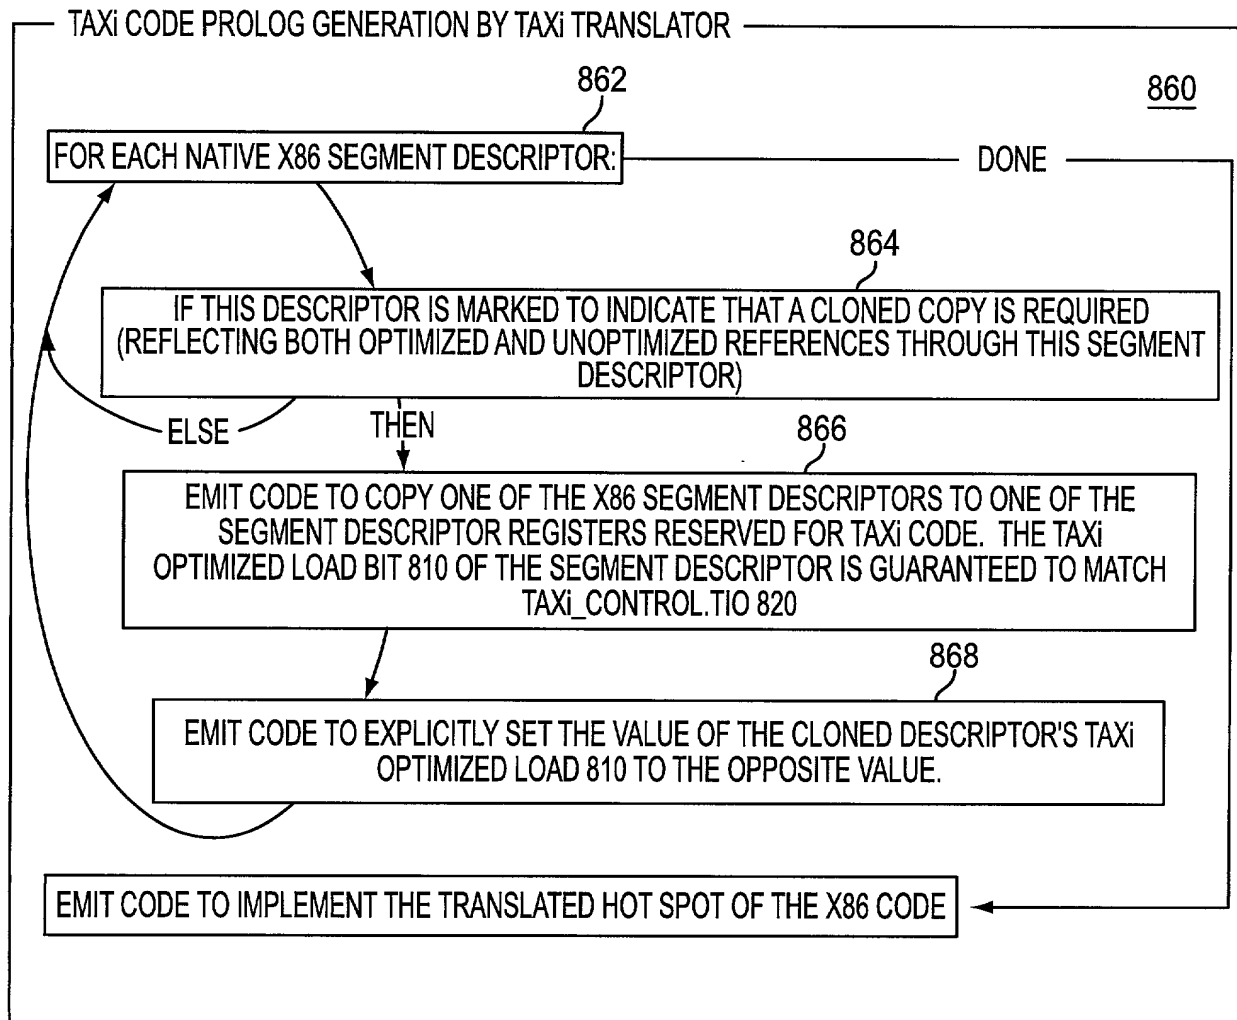 TAXi CODE PROLOG GENERATION BY TAXi TRANSLATOR
862
860
FOR EACH NATIVE X86 SEGMENT DESCRIPTOR:
DONE
864
IF THIS DESCRIPTOR IS MARKED TO INDICATE THAT A CLONED COPY IS REQUIRED
(REFLECTING BOTH OPTIMIZED AND UNOPTIMIZED REFERENCES THROUGH THIS SEGMENT
DESCRIPTOR)
ELSE
THEN
866
EMIT CODE TO COPY ONE OF THE X86 SEGMENT DESCRIPTORS TO ONE OF THE
SEGMENT DESCRIPTOR REGISTERS RESERVED FOR TAXi CODE. THE TAXi
OPTIMIZED LOAD BIT 810 OF THE SEGMENT DESCRIPTOR IS GUARANTEED TO MATCH
TAXi_CONTROL.TIO 820
868
EMIT CODE TO EXPLICITLY SET THE VALUE OF THE CLONED DESCRIPTOR'S TAXi
OPTIMIZED LOAD 810 TO THE OPPOSITE VALUE.
EMIT CODE TO IMPLEMENT THE TRANSLATED HOT SPOT OF THE X86 CODE